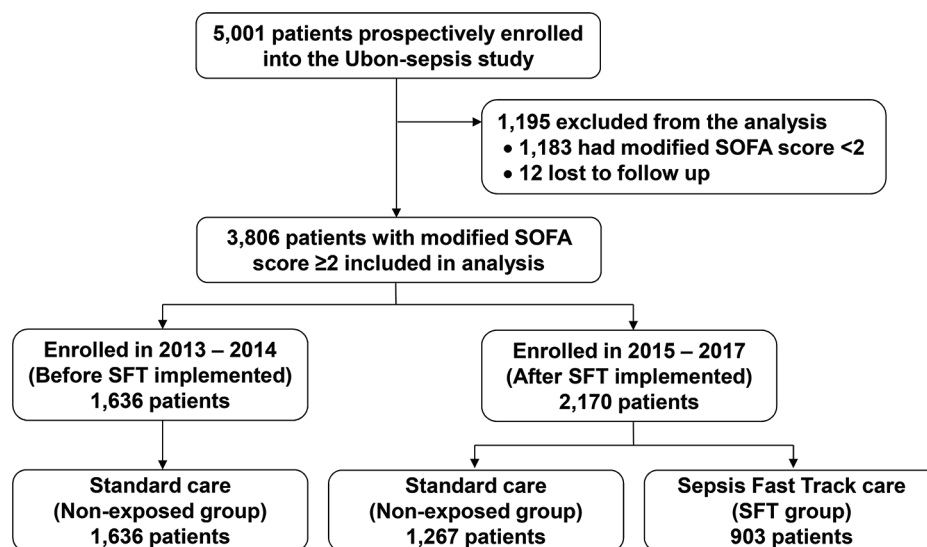 5,001 patients prospectively enrolled
into the Ubon-sepsis study
1,195 excluded from the analysis
• 1,183 had modified SOFA score <2
• 12 lost to follow up
3,806 patients with modified SOFA
score ≥2 included in analysis
Enrolled in 2013 – 2014
(Before SFT implemented)
1,636 patients
Enrolled in 2015 – 2017
(After SFT implemented)
2,170 patients
Standard care
(Non-exposed group)
1,636 patients
Standard care
(Non-exposed group)
1,267 patients
Sepsis Fast Track care
(SFT group)
903 patients